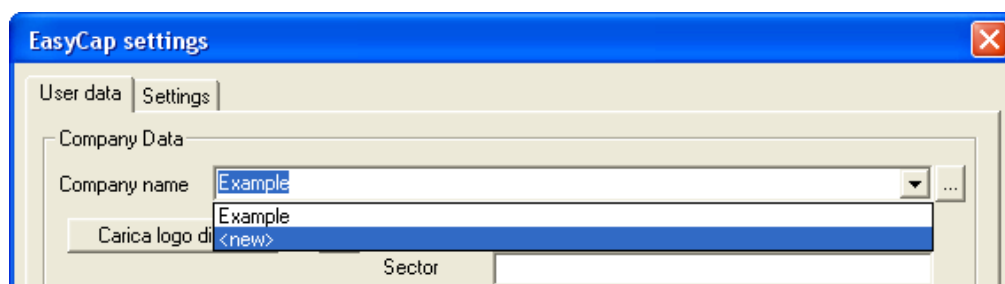 EasyCap settings
User data Settings
Company Data
Company name Example ...
Example
Carica logo di <new>
Sector